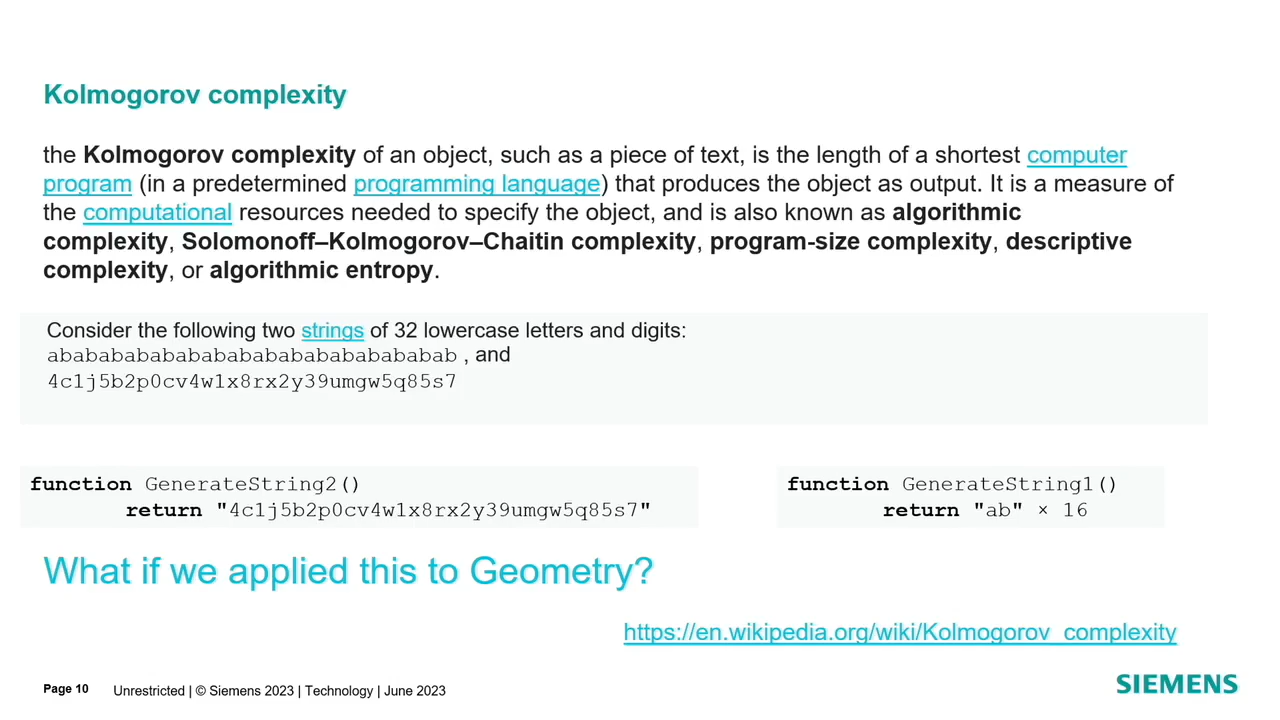 Kolmogorov complexity
the Kolmogorov complexity of an object, such as a piece of text, is the length of a shortest computer
program (in a predetermined programming language) that produces the object as output. It is a measure of
the computational resources needed to specify the object, and is also known as algorithmic
complexity, Solomonoff–Kolmogorov–Chaitin complexity, program-size complexity, descriptive
complexity, or algorithmic entropy.
Consider the following two strings of 32 lowercase letters and digits:
abababababababababababababababab , and
4c1j5b2p0cv4w1x8rx2y39umgw5q85s7
function GenerateString2()
return "4c1j5b2p0cv4w1x8rx2y39umgw5q85s7"
function GenerateString1()
return "ab" × 16
What if we applied this to Geometry?
https://en.wikipedia.org/wiki/Kolmogorov_complexity
Page 10 Unrestricted | © Siemens 2023 | Technology | June 2023
SIEMENS